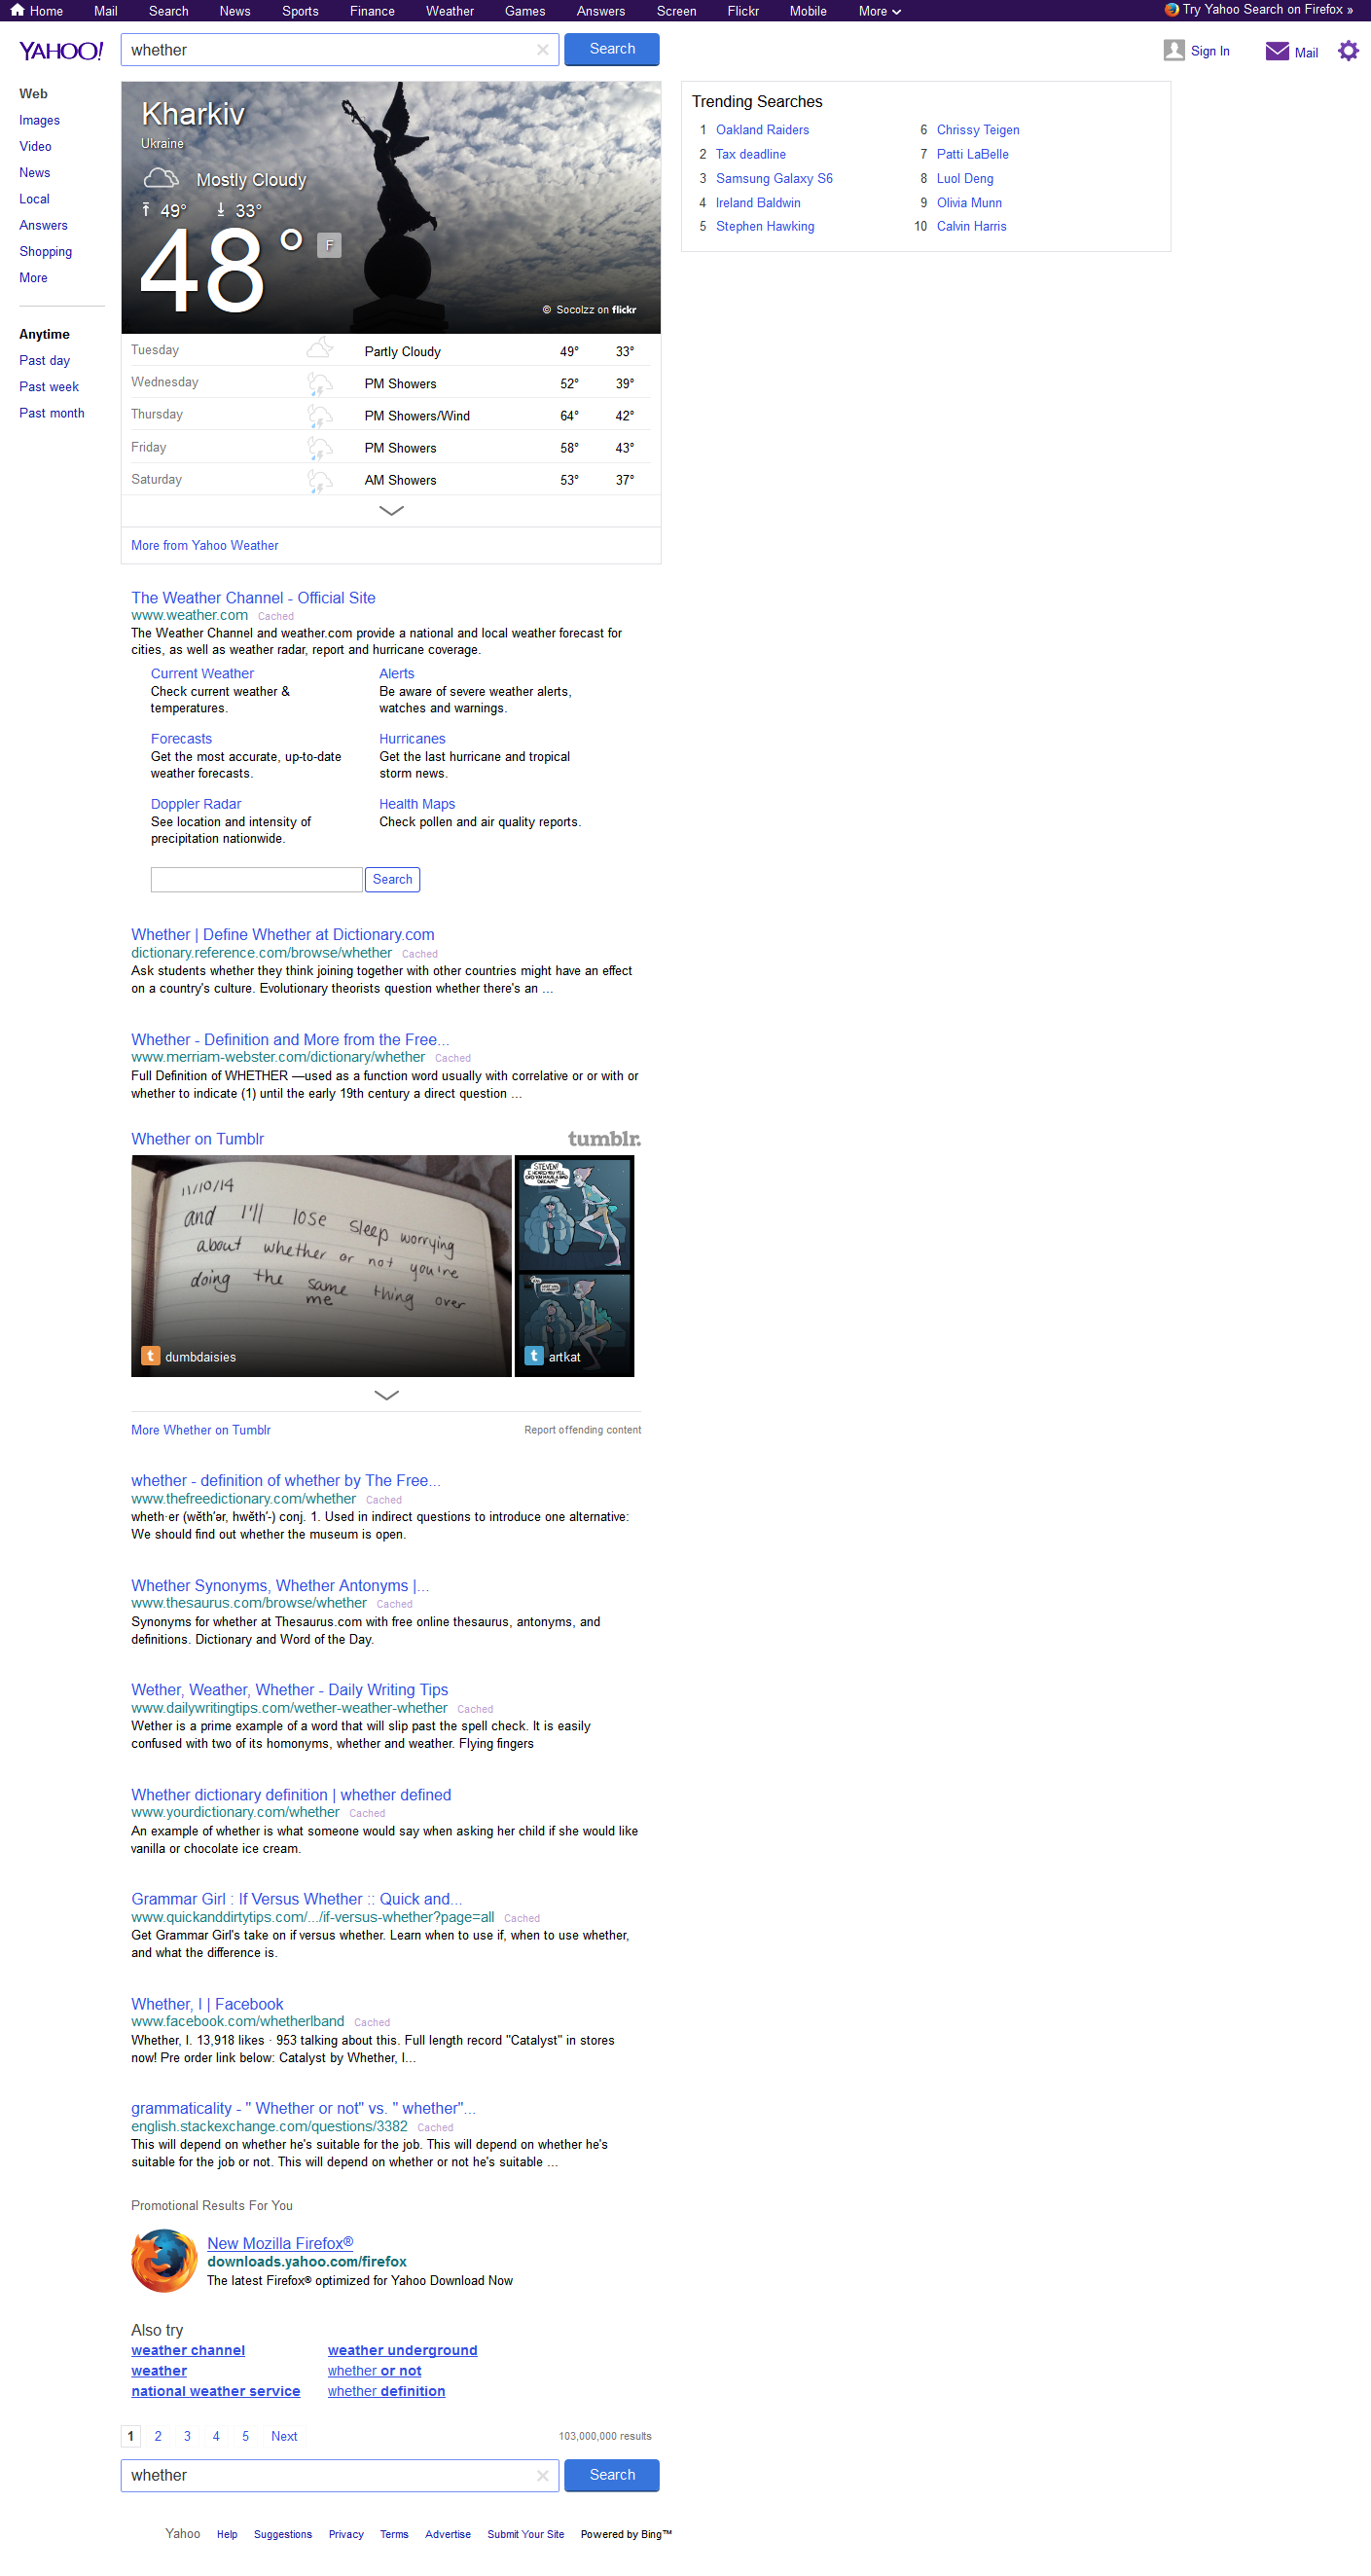 Home Mail Search News Sports Finance Weather Games Answers Screen Flickr Mobile More Try Yahoo Search on Firefox »
YAHOO!
whether
Search
Sign In
Mail
Web
Images
Video
News
Local
Answers
Shopping
More
Anytime
Past day
Past week
Past month
Kharkiv
Ukraine
Mostly Cloudy
49° 33°
48° F
© Socolzz on flickr
Tuesday Partly Cloudy 49° 33°
Wednesday PM Showers 52° 39°
Thursday PM Showers/Wind 64° 42°
Friday PM Showers 58° 43°
Saturday AM Showers 53° 37°
More from Yahoo Weather
Trending Searches
1 Oakland Raiders
2 Tax deadline
3 Samsung Galaxy S6
4 Ireland Baldwin
5 Stephen Hawking
6 Chrissy Teigen
7 Patti LaBelle
8 Luol Deng
9 Olivia Munn
10 Calvin Harris
The Weather Channel - Official Site
www.weather.com Cached
The Weather Channel and weather.com provide a national and local weather forecast for
cities, as well as weather radar, report and hurricane coverage.
Current Weather
Check current weather &
temperatures.
Alerts
Be aware of severe weather alerts,
watches and warnings.
Forecasts
Get the most accurate, up-to-date
weather forecasts.
Hurricanes
Get the last hurricane and tropical
storm news.
Doppler Radar
See location and intensity of
precipitation nationwide.
Health Maps
Check pollen and air quality reports.
Search
Whether | Define Whether at Dictionary.com
dictionary.reference.com/browse/whether Cached
Ask students whether they think joining together with other countries might have an effect
on a country's culture. Evolutionary theorists question whether there's an ...
Whether - Definition and More from the Free...
www.merriam-webster.com/dictionary/whether Cached
Full Definition of WHETHER —used as a function word usually with correlative or or with or
whether to indicate (1) until the early 19th century a direct question ...
Whether on Tumblr
tumblr.
11/10/14
and I'll lose sleep worrying
about whether or not you're
doing the same thing over
me
dumbdaisies
STEVEN!
artkat
More Whether on Tumblr
Report offending content
whether - definition of whether by The Free...
www.thefreedictionary.com/whether Cached
wheth·er (wĕth′ər, hwĕth′-) conj. 1. Used in indirect questions to introduce one alternative:
We should find out whether the museum is open.
Whether Synonyms, Whether Antonyms |...
www.thesaurus.com/browse/whether Cached
Synonyms for whether at Thesaurus.com with free online thesaurus, antonyms, and
definitions. Dictionary and Word of the Day.
Wether, Weather, Whether - Daily Writing Tips
www.dailywritingtips.com/wether-weather-whether Cached
Wether is a prime example of a word that will slip past the spell check. It is easily
confused with two of its homonyms, whether and weather. Flying fingers
Whether dictionary definition | whether defined
www.yourdictionary.com/whether Cached
An example of whether is what someone would say when asking her child if she would like
vanilla or chocolate ice cream.
Grammar Girl : If Versus Whether :: Quick and...
www.quickanddirtytips.com/.../if-versus-whether?page=all Cached
Get Grammar Girl's take on if versus whether. Learn when to use if, when to use whether,
and what the difference is.
Whether, I | Facebook
www.facebook.com/whetherIband Cached
Whether, I. 13,918 likes · 953 talking about this. Full length record "Catalyst" in stores
now! Pre order link below: Catalyst by Whether, I...
grammaticality - " Whether or not" vs. " whether"...
english.stackexchange.com/questions/3382 Cached
This will depend on whether he's suitable for the job. This will depend on whether he's
suitable for the job or not. This will depend on whether or not he's suitable ...
Promotional Results For You
New Mozilla Firefox®
downloads.yahoo.com/firefox
The latest Firefox® optimized for Yahoo Download Now
Also try
weather channel weather underground
weather whether or not
national weather service whether definition
1 2 3 4 5 Next 103,000,000 results
whether
Search
Yahoo Help Suggestions Privacy Terms Advertise Submit Your Site Powered by Bing™